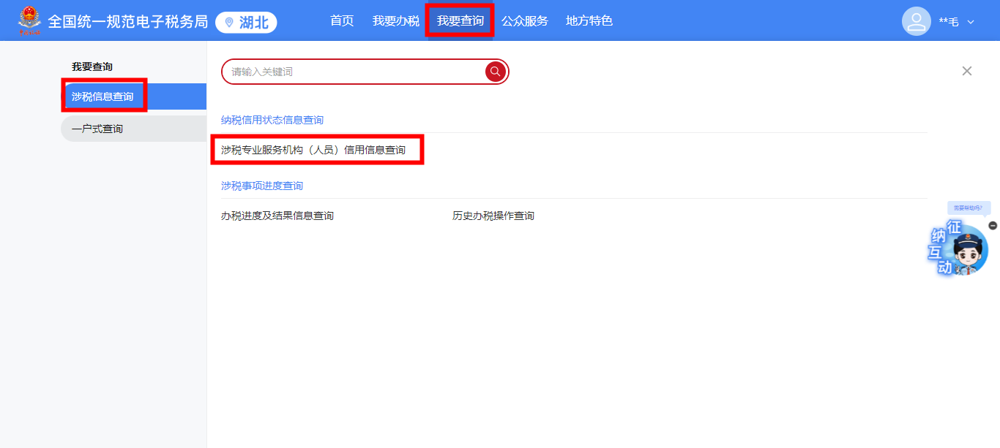 全国统一规范电子税务局
湖北
首页 我要办税 我要查询 公众服务 地方特色
**毛
我要查询
涉税信息查询
一户式查询
请输入关键词
纳税信用状态信息查询
涉税专业服务机构（人员）信用信息查询
涉税事项进度查询
办税进度及结果信息查询 历史办税操作查询
需要帮助吗?
征纳互动